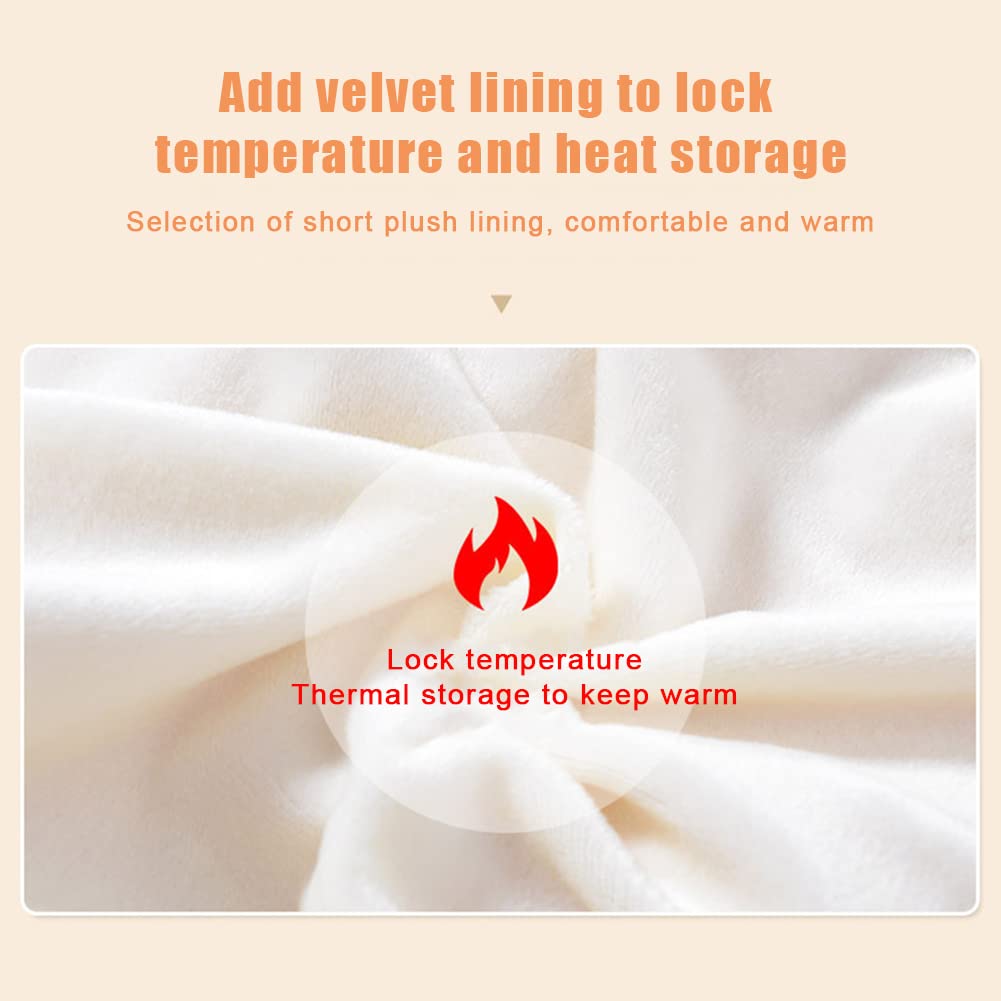 Add velvet lining to lock
temperature and heat storage
Selection of short plush lining, comfortable and warm
Lock temperature
Thermal storage to keep warm